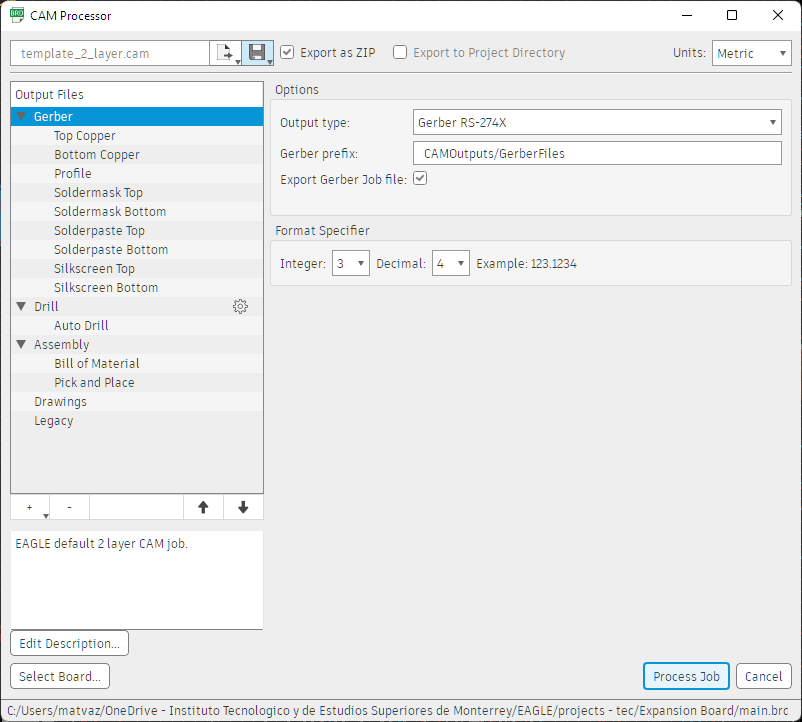 CAM Processor
template_2_layer.cam
Export as ZIP
Export to Project Directory
Units:
Metric
Output Files
Gerber
Top Copper
Bottom Copper
Profile
Soldermask Top
Soldermask Bottom
Solderpaste Top
Solderpaste Bottom
Silkscreen Top
Silkscreen Bottom
Drill
Auto Drill
Assembly
Bill of Material
Pick and Place
Drawings
Legacy
+
-
EAGLE default 2 layer CAM job.
Edit Description...
Select Board...
Options
Output type:
Gerber RS-274X
Gerber prefix:
CAMOutputs/GerberFiles
Export Gerber Job file:
Format Specifier
Integer: 3 Decimal: 4 Example: 123.1234
Process Job
Cancel
C:/Users/matvaz/OneDrive - Instituto Tecnologico y de Estudios Superiores de Monterrey/EAGLE/projects - tec/Expansion Board/main.brd